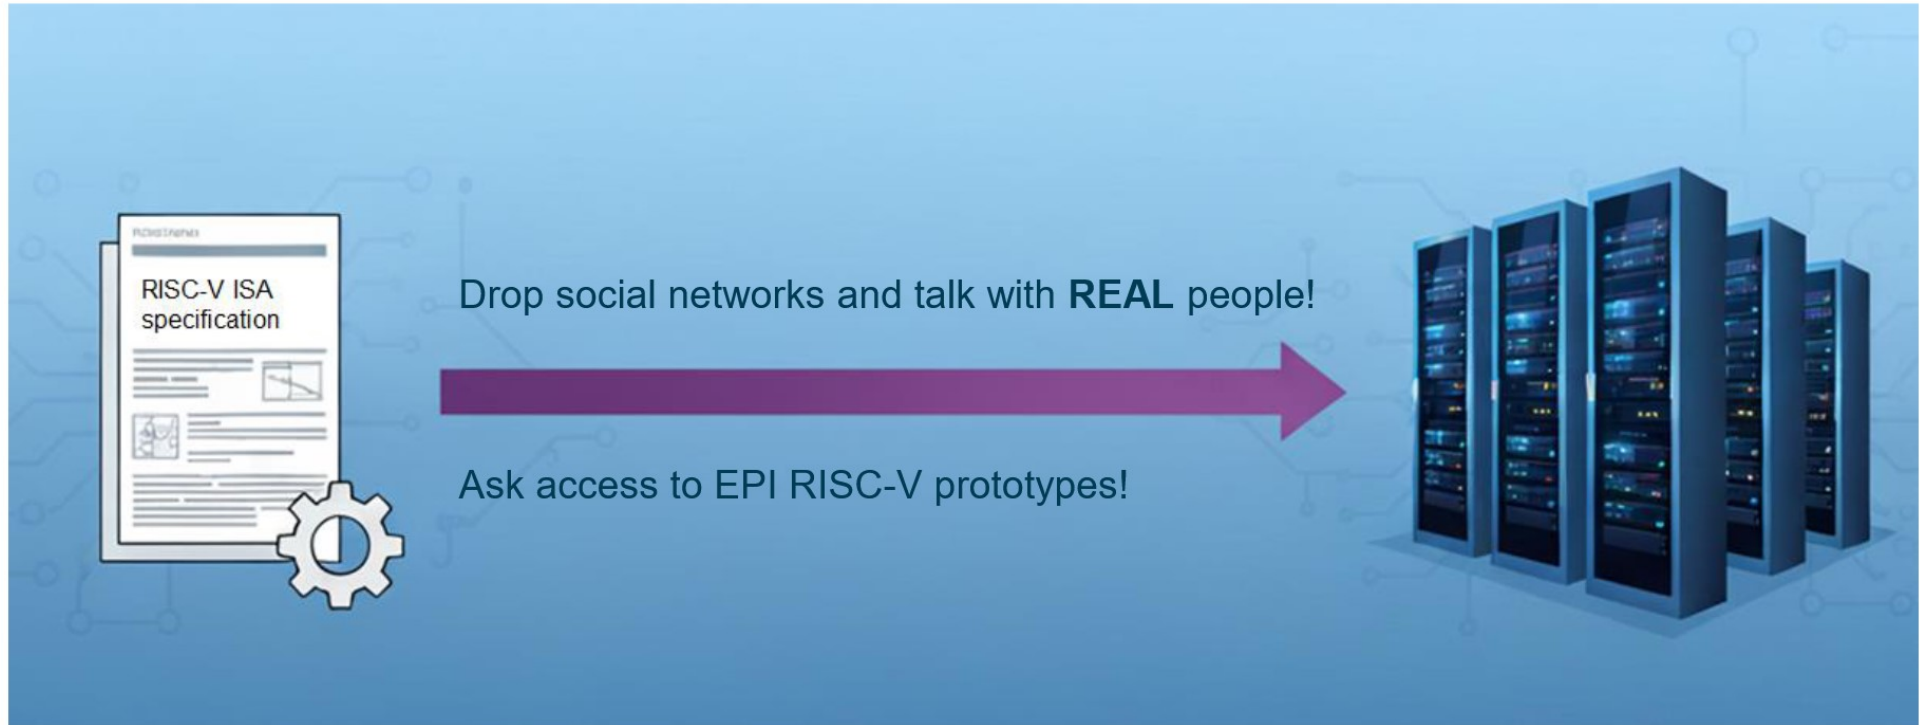 RISC-V ISA
specification
Drop social networks and talk with REAL people!
Ask access to EPI RISC-V prototypes!